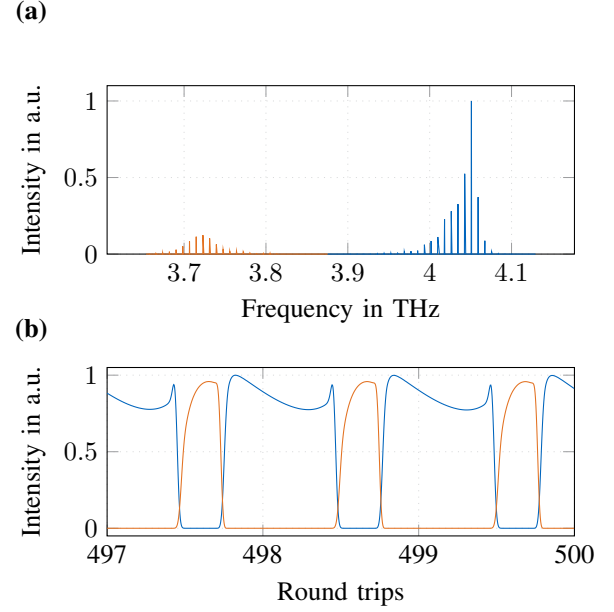 (a)
Intensity in a.u.
1
0.5
0
3.7 3.8 3.9 4 4.1
Frequency in THz
(b)
Intensity in a.u.
1
0.5
0
497 498 499 500
Round trips